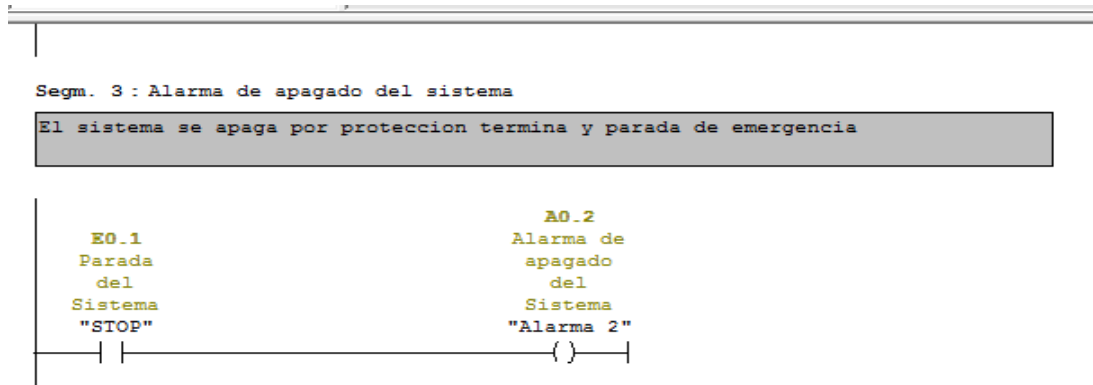 Segm. 3 : Alarma de apagado del sistema
El sistema se apaga por proteccion termina y parada de emergencia
E0.1
Parada
del
Sistema
"STOP"
A0.2
Alarma de
apagado
del
Sistema
"Alarma 2"